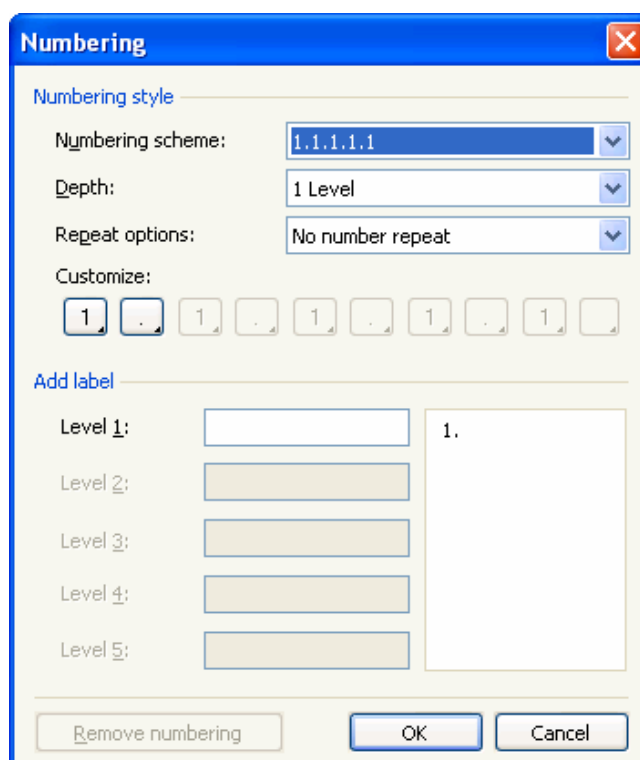 Numbering
Numbering style
Numbering scheme: 1.1.1.1.1
Depth: 1 Level
Repeat options: No number repeat
Customize:
1 . 1 . 1 . 1 . 1
Add label
Level 1: 1.
Level 2:
Level 3:
Level 4:
Level 5:
Remove numbering OK Cancel